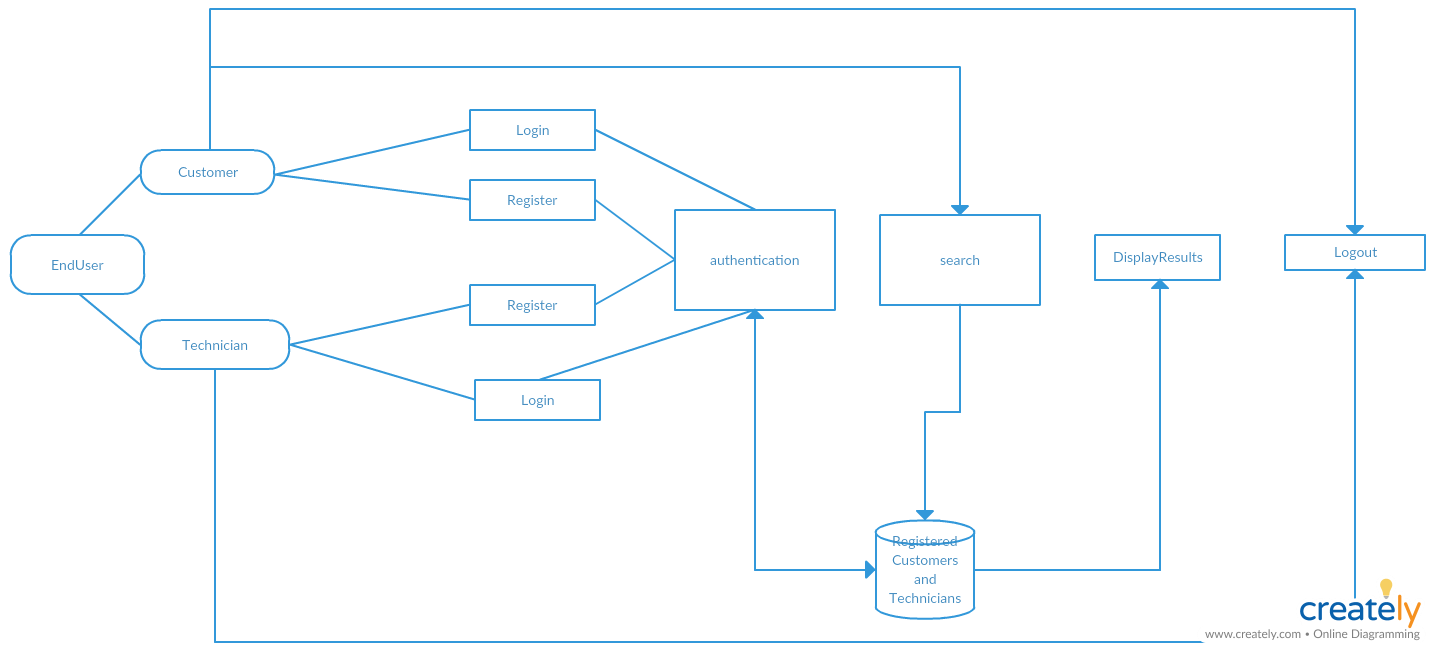 Login
Customer
Register
EndUser
authentication
search
DisplayResults
Logout
Register
Technician
Login
Registered
Customers
and
Technicians
creately
www.creately.com • Online Diagramming